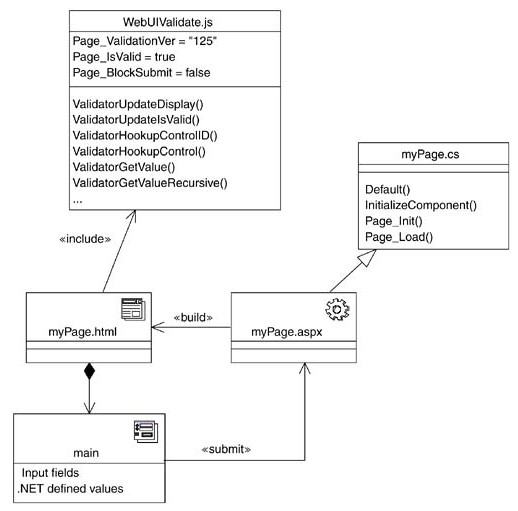 WebUIValidate.js
Page_ValidationVer = "125"
Page_IsValid = true
Page_BlockSubmit = false
ValidatorUpdateDisplay()
ValidatorUpdateIsValid()
ValidatorHookupControlID()
ValidatorHookupControl()
ValidatorGetValue()
ValidatorGetValueRecursive()
...
myPage.cs
Default()
InitializeComponent()
Page_Init()
Page_Load()
«include»
myPage.html
«build»
myPage.aspx
main
Input fields
.NET defined values
«submit»